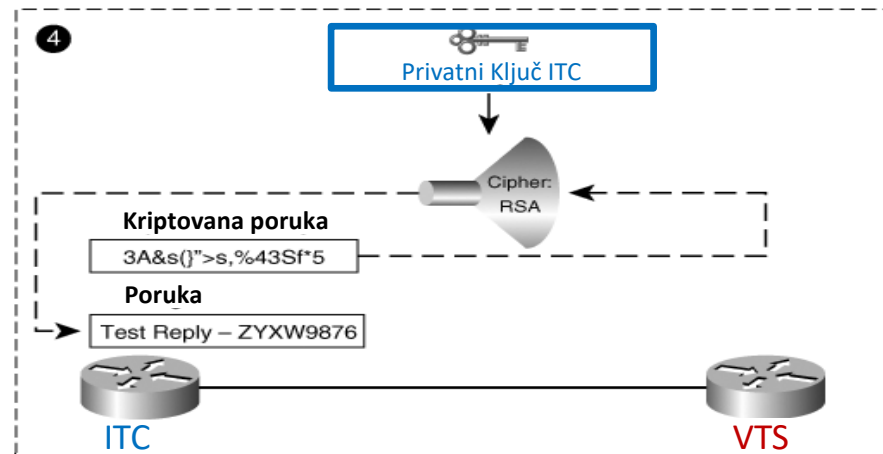 4
Privatni Ključ ITC
Cipher:
RSA
Kriptovana poruka
3A&s(}”>s,%43Sf*5
Poruka
Test Reply – ZYXW9876
ITC
VTS